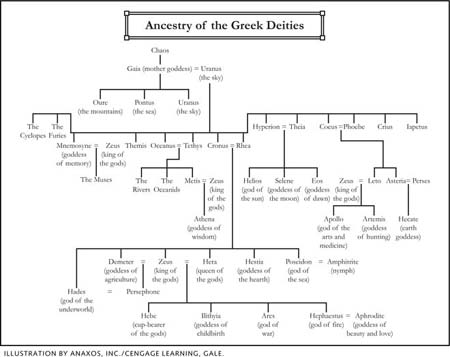 Ancestry of the Greek Deities
Chaos
Gaia (mother goddess) = Uranus
(the sky)
Oure
(the mountains)
Pontus
(the sea)
Uranus
(the sky)
The
Cyclopes
The
Furies
Mnemosyne =
(goddess
of memory)
Zeus
(king of
the gods)
The Muses
Themis
Oceanus = Tethys
The
Rivers
The
Oceanids
Metis =
Zeus
(king
of the
gods)
Athena
(goddess of
wisdom)
Cronus = Rhea
Hyperion = Theia
Helios
(god of
the sun)
Selene
(goddess of
the moon)
Eos
(goddess
of dawn)
Coeus = Phoebe
Zeus =
(king of
the gods)
Leto
Asteria = Perses
Apollo
(god of the
arts and
medicine)
Artemis
(goddess
of hunting)
Hecate
(earth
goddess)
Crius
Iapetus
Demeter =
(goddess of
agriculture)
Zeus =
(king of
the gods)
Hera
(queen of
the gods)
Hestia
(goddess of
the hearth)
Poseidon =
(god of
the sea)
Amphitrite
(nymph)
Hades =
(god of the
underworld)
Persephone
Hebe
(cup-bearer
of the gods)
Ilithyia
(goddess of
childbirth
Ares
(god of
war)
Hephaestus =
(god of fire)
Aphrodite
(goddess of
beauty and love)
ILLUSTRATION BY ANAXOS, INC./CENGAGE LEARNING, GALE.